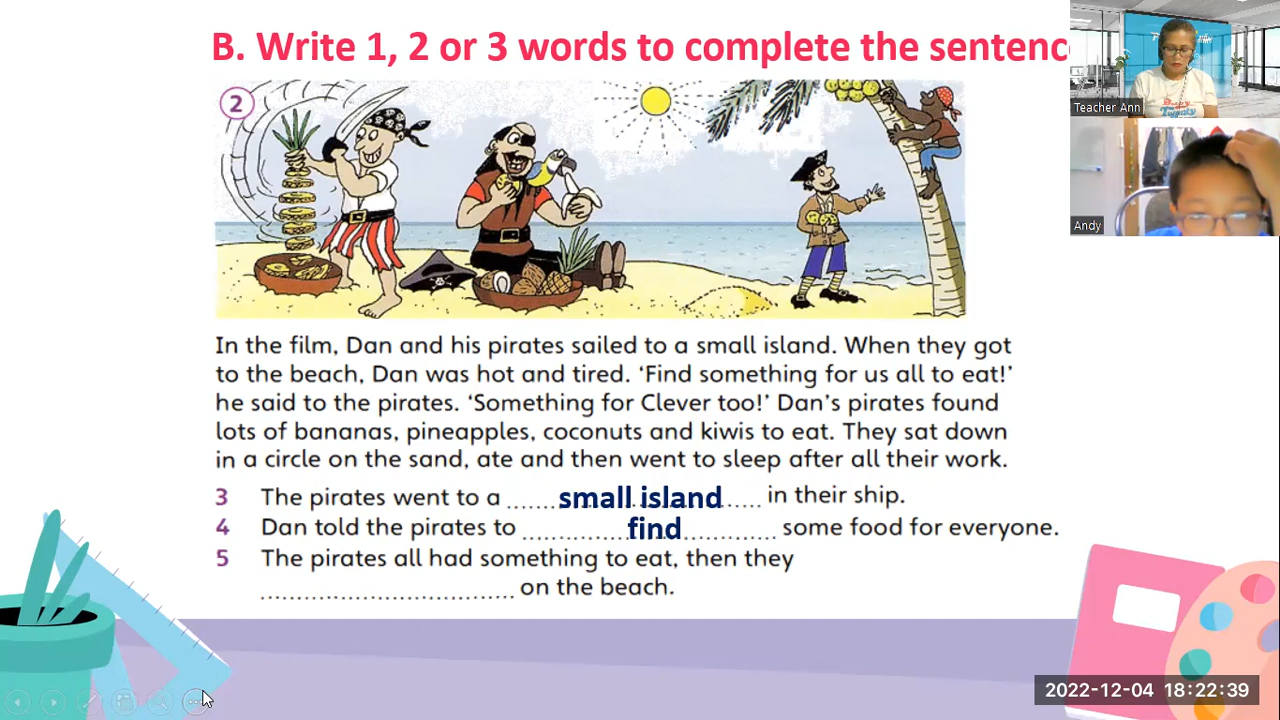 B. Write 1, 2 or 3 words to complete the sentenc
Teacher Ann
Andy
2
In the film, Dan and his pirates sailed to a small island. When they got
to the beach, Dan was hot and tired. ‘Find something for us all to eat!’
he said to the pirates. ‘Something for Clever too!’ Dan’s pirates found
lots of bananas, pineapples, coconuts and kiwis to eat. They sat down
in a circle on the sand, ate and then went to sleep after all their work.
3 The pirates went to a ...... small island ...... in their ship.
4 Dan told the pirates to ...... find ...... some food for everyone.
5 The pirates all had something to eat, then they
.................................. on the beach.
2022-12-04 18:22:39